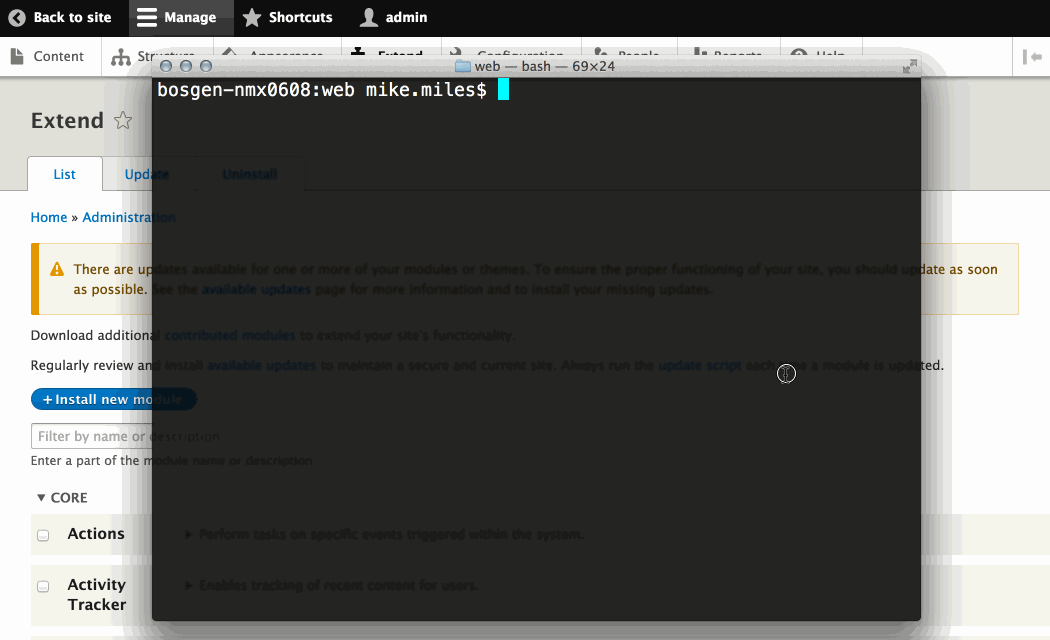 Back to site Manage Shortcuts admin
Content Structure Appearance Extend Configuration People Reports Help
web — bash — 69×24
bosgen-nmx0608:web mike.miles$
Extend
List Update Uninstall
Home » Administration
There are updates available for one or more of your modules or themes. To ensure the proper functioning of your site, you should update as soon
as possible. See the available updates page for more information and to install your missing updates.
Download additional contributed modules to extend your site's functionality.
Regularly review and install available updates to maintain a secure and current site. Always run the update script each time a module is updated.
+ Install new module
Filter by name or description
Enter a part of the module name or description
▼ CORE
Actions ► Perform tasks on specific events triggered within the system.
Activity ► Enables tracking of recent content for users.
Tracker